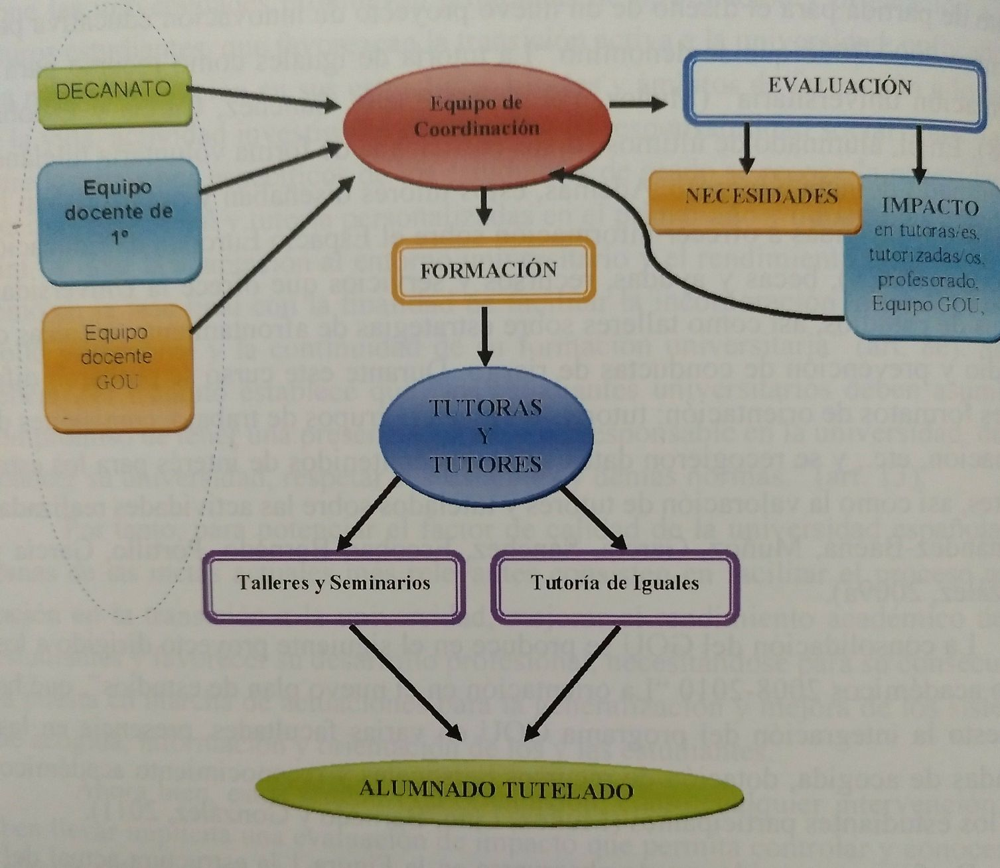 DECANATO
Equipo
docente de
1º
Equipo
docente
GOU
Equipo de
Coordinación
EVALUACIÓN
NECESIDADES
IMPACTO
en tutoras/es,
tutorizadas/os,
profesorado,
Equipo GOU,
FORMACIÓN
TUTORAS
Y
TUTORES
Talleres y Seminarios
Tutoría de Iguales
ALUMNADO TUTELADO